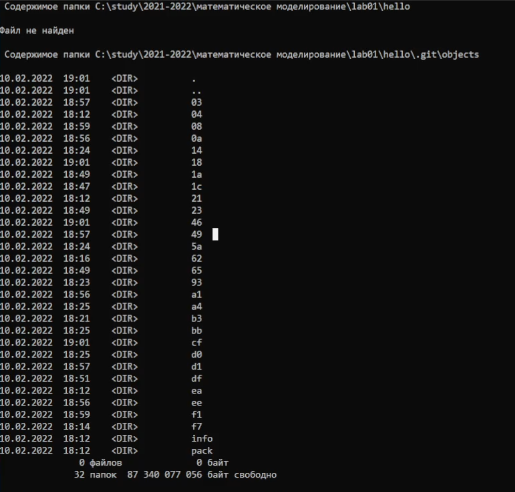 Содержимое папки C:\study\2021-2022\математическое моделирование\lab01\hello
Файл не найден
Содержимое папки C:\study\2021-2022\математическое моделирование\lab01\hello\.git\objects
10.02.2022 19:01 <DIR> .
10.02.2022 19:01 <DIR> ..
10.02.2022 18:57 <DIR> 03
10.02.2022 18:12 <DIR> 04
10.02.2022 18:59 <DIR> 08
10.02.2022 18:56 <DIR> 0a
10.02.2022 18:24 <DIR> 14
10.02.2022 19:01 <DIR> 18
10.02.2022 18:49 <DIR> 1a
10.02.2022 18:47 <DIR> 1c
10.02.2022 18:12 <DIR> 21
10.02.2022 18:49 <DIR> 23
10.02.2022 19:01 <DIR> 46
10.02.2022 18:57 <DIR> 49
10.02.2022 18:24 <DIR> 5a
10.02.2022 18:16 <DIR> 62
10.02.2022 18:49 <DIR> 65
10.02.2022 18:23 <DIR> 93
10.02.2022 18:56 <DIR> a1
10.02.2022 18:25 <DIR> a4
10.02.2022 18:21 <DIR> b3
10.02.2022 18:25 <DIR> bb
10.02.2022 19:01 <DIR> cf
10.02.2022 18:25 <DIR> d0
10.02.2022 18:57 <DIR> d1
10.02.2022 18:51 <DIR> df
10.02.2022 18:12 <DIR> ea
10.02.2022 18:56 <DIR> ee
10.02.2022 18:59 <DIR> f1
10.02.2022 18:14 <DIR> f7
10.02.2022 18:12 <DIR> info
10.02.2022 18:12 <DIR> pack
0 файлов 0 байт
32 папок 87 340 077 056 байт свободно